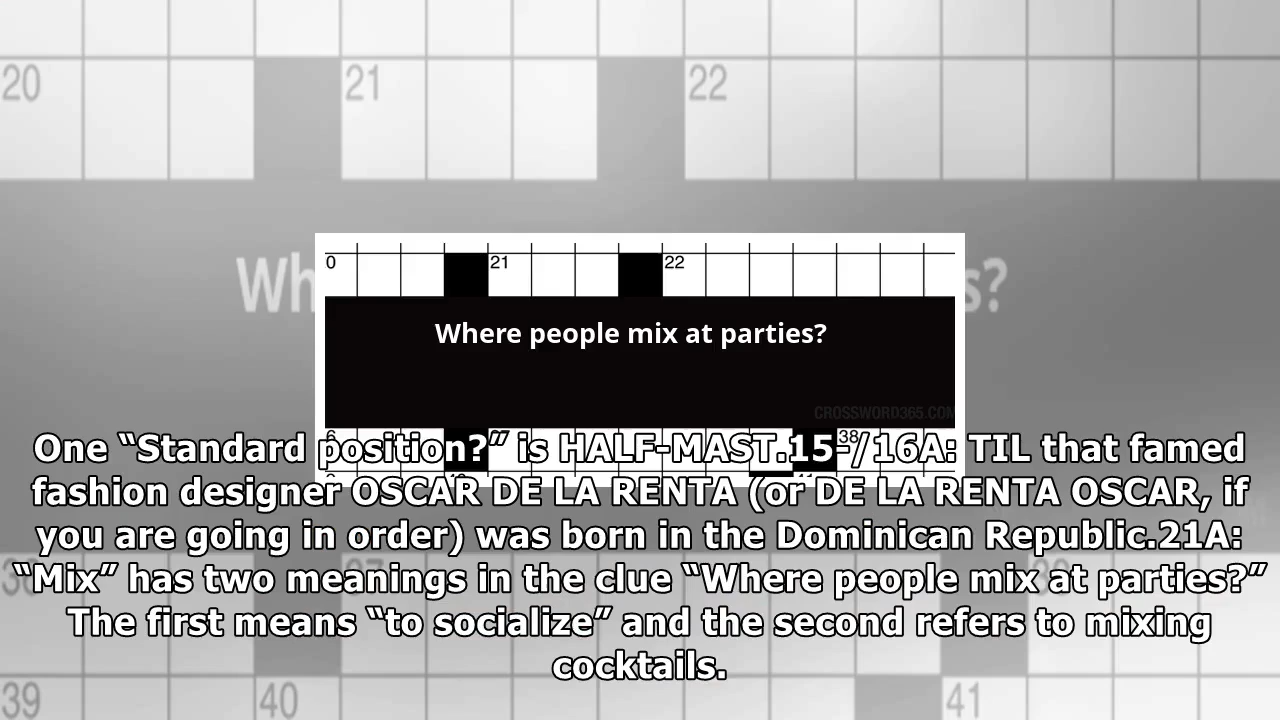 20 21 22
Wh s?
0 21 22
Where people mix at parties?
CROSSWORD365.COM
38
One “Standard position?” is HALF-MAST.15-/16A: TIL that famed
fashion designer OSCAR DE LA RENTA (or DE LA RENTA OSCAR, if
you are going in order) was born in the Dominican Republic.21A:
“Mix” has two meanings in the clue “Where people mix at parties?”
The first means “to socialize” and the second refers to mixing
cocktails.
39 40 41